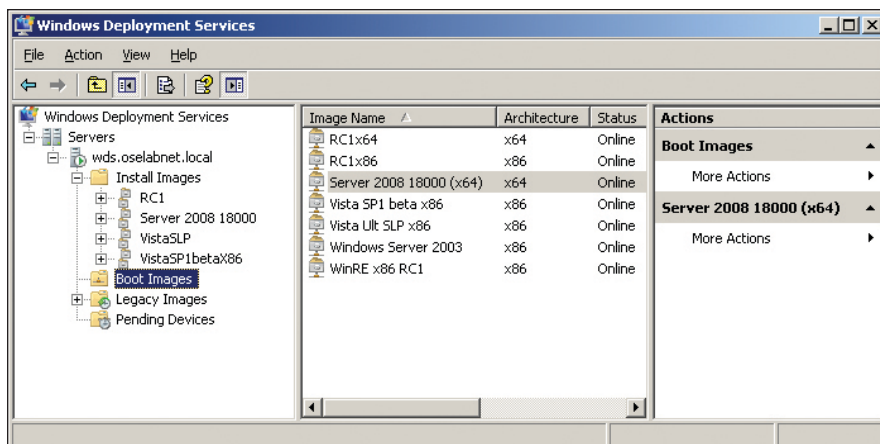 Windows Deployment Services
File Action View Help
Windows Deployment Services
Servers
wds.oselabnet.local
Install Images
RC1
Server 2008 18000
VistaSLP
VistaSP1betaX86
Boot Images
Legacy Images
Pending Devices
Image Name Architecture Status
RC1x64 x64 Online
RC1x86 x86 Online
Server 2008 18000 (x64) x64 Online
Vista SP1 beta x86 x86 Online
Vista Ult SLP x86 x86 Online
Windows Server 2003 x86 Online
WinRE x86 RC1 x86 Online
Actions
Boot Images
More Actions
Server 2008 18000 (x64)
More Actions